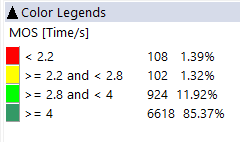 Color Legends
MOS [Time/s]
< 2.2 108 1.39%
>= 2.2 and < 2.8 102 1.32%
>= 2.8 and < 4 924 11.92%
>= 4 6618 85.37%